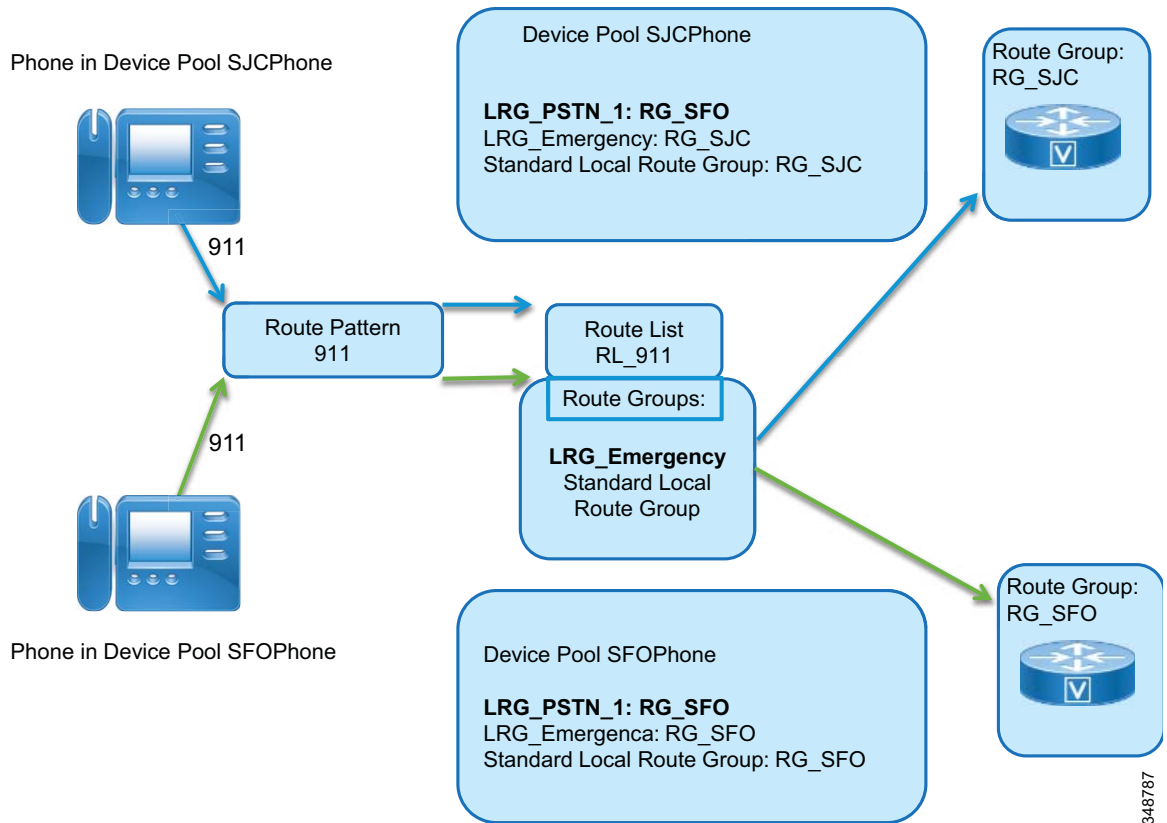 Phone in Device Pool SJCPhone
Device Pool SJCPhone
LRG_PSTN_1: RG_SFO
LRG_Emergency: RG_SJC
Standard Local Route Group: RG_SJC
Route Group:
RG_SJC
V
911
Route Pattern
911
Route List
RL_911
Route Groups:
LRG_Emergency
Standard Local
Route Group
911
Phone in Device Pool SFOPhone
Device Pool SFOPhone
LRG_PSTN_1: RG_SFO
LRG_Emergenca: RG_SFO
Standard Local Route Group: RG_SFO
Route Group:
RG_SFO
V
348787